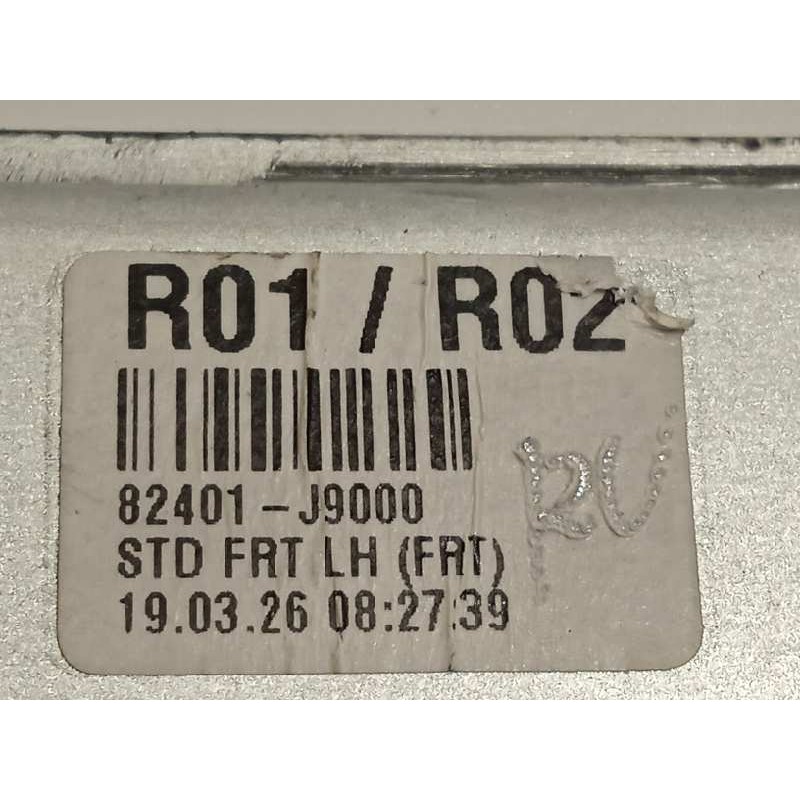 R01 / R02
82401-J9000
STD FRT LH (FRT)
19.03.26 08:27:39